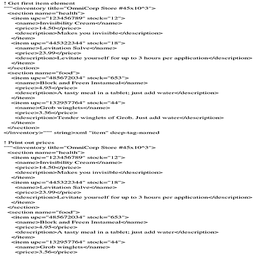 ! Get first item element
"""<inventory title="OmniCorp Store #45x10^3">
  <section name="health">
    <item upc="123456789" stock="12">
      <name>Invisibility Cream</name>
      <price>14.50</price>
      <description>Makes you invisible</description>
    </item>
    <item upc="445322344" stock="18">
      <name>Levitation Salve</name>
      <price>23.99</price>
      <description>Levitate yourself for up to 3 hours per application</description>
    </item>
  </section>
  <section name="food">
    <item upc="485672034" stock="653">
      <name>Blork and Freen Instameal</name>
      <price>4.95</price>
      <description>A tasty meal in a tablet; just add water</description>
    </item>
    <item upc="132957764" stock="44">
      <name>Grob winglets</name>
      <price>3.56</price>
      <description>Tender winglets of Grob. Just add water</description>
    </item>
  </section>
</inventory>""" string>xml "item" deep-tag-named
! Print out prices
"""<inventory title="OmniCorp Store #45x10^3">
  <section name="health">
    <item upc="123456789" stock="12">
      <name>Invisibility Cream</name>
      <price>14.50</price>
      <description>Makes you invisible</description>
    </item>
    <item upc="445322344" stock="18">
      <name>Levitation Salve</name>
      <price>23.99</price>
      <description>Levitate yourself for up to 3 hours per application</description>
    </item>
  </section>
  <section name="food">
    <item upc="485672034" stock="653">
      <name>Blork and Freen Instameal</name>
      <price>4.95</price>
      <description>A tasty meal in a tablet; just add water</description>
    </item>
    <item upc="132957764" stock="44">
      <name>Grob winglets</name>
      <price>3.56</price>